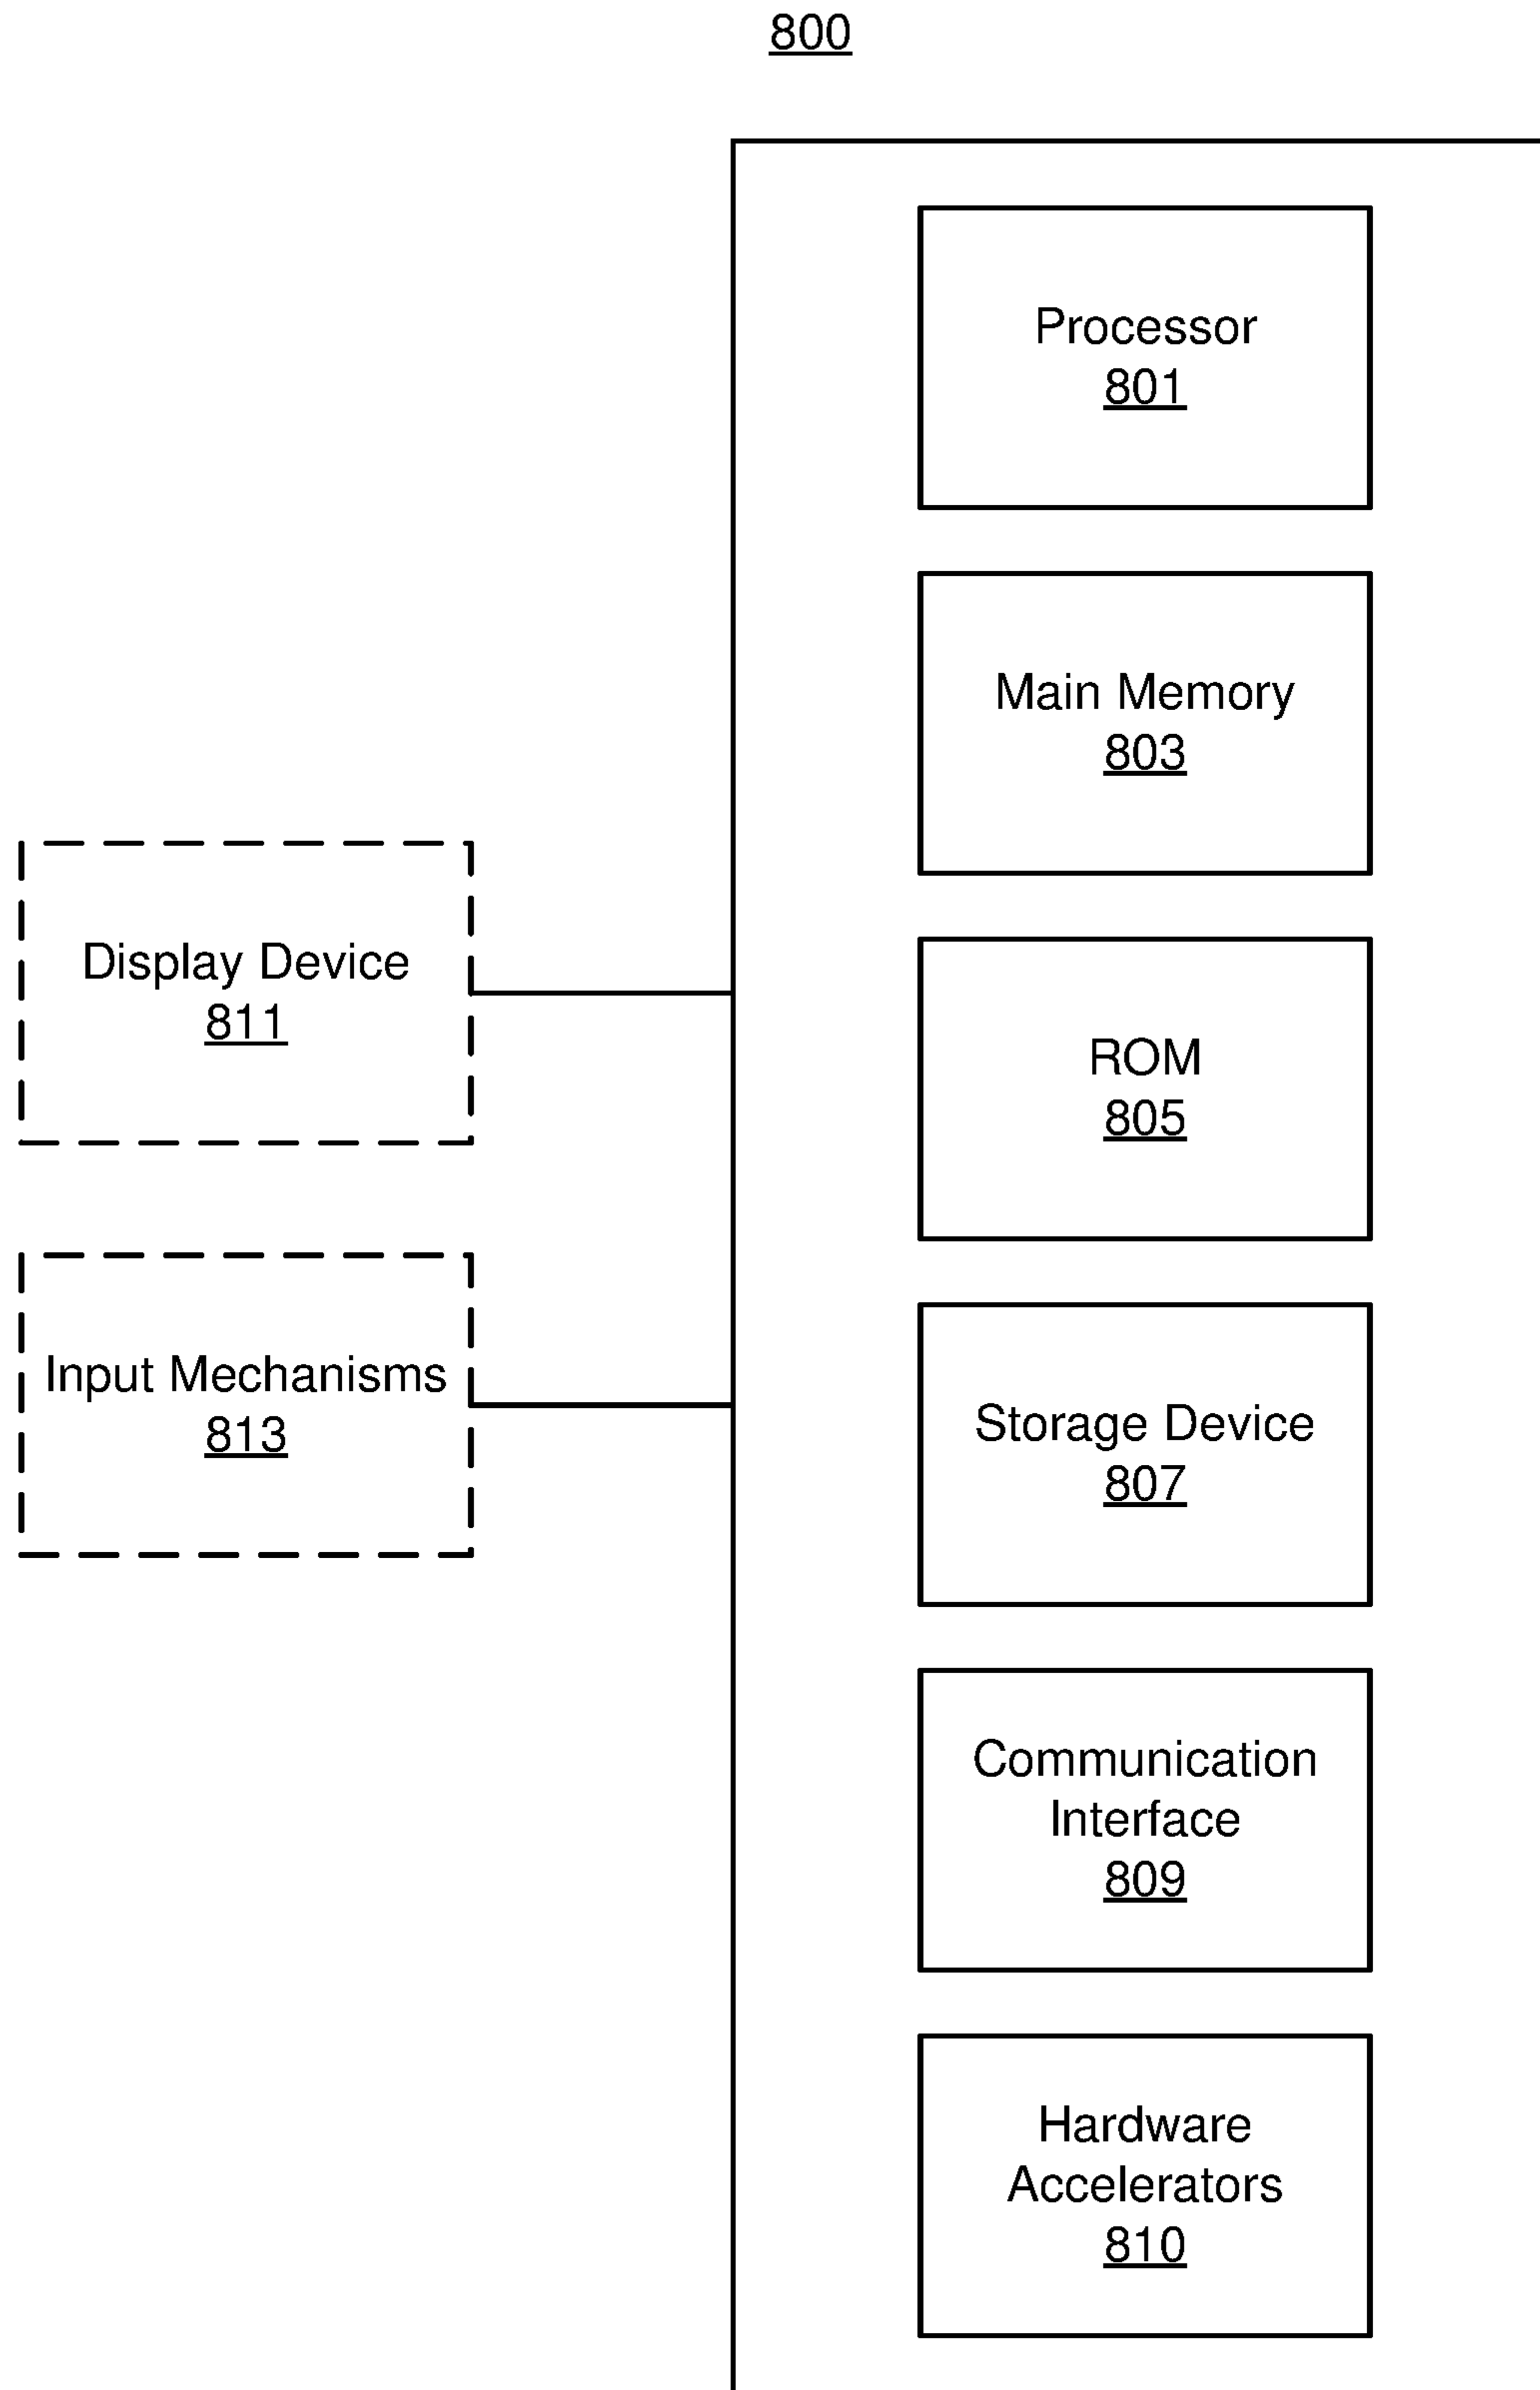 800
Processor
801
Main Memory
803
Display Device
811
ROM
805
Input Mechanisms
813
Storage Device
807
Communication
Interface
809
Hardware
Accelerators
810